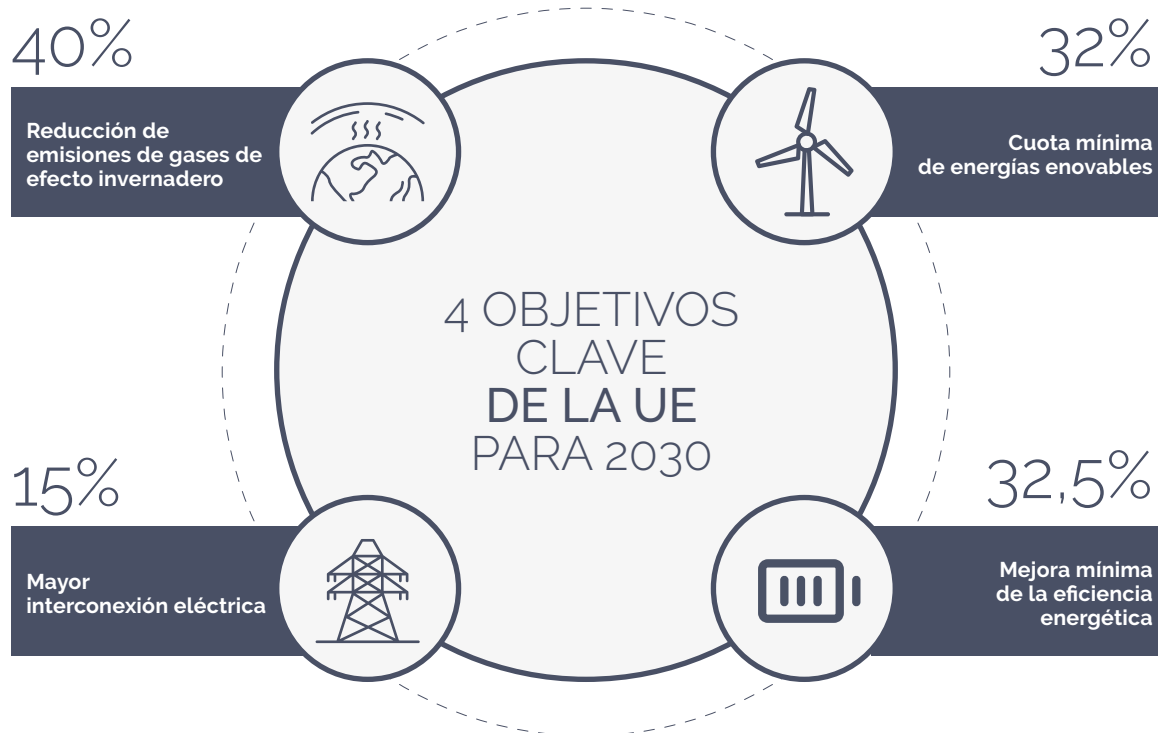 40%
Reducción de
emisiones de gases de
efecto invernadero
32%
Cuota mínima
de energías enovables
4 OBJETIVOS
CLAVE
DE LA UE
PARA 2030
15%
Mayor
interconexión eléctrica
32,5%
Mejora mínima
de la eficiencia
energética